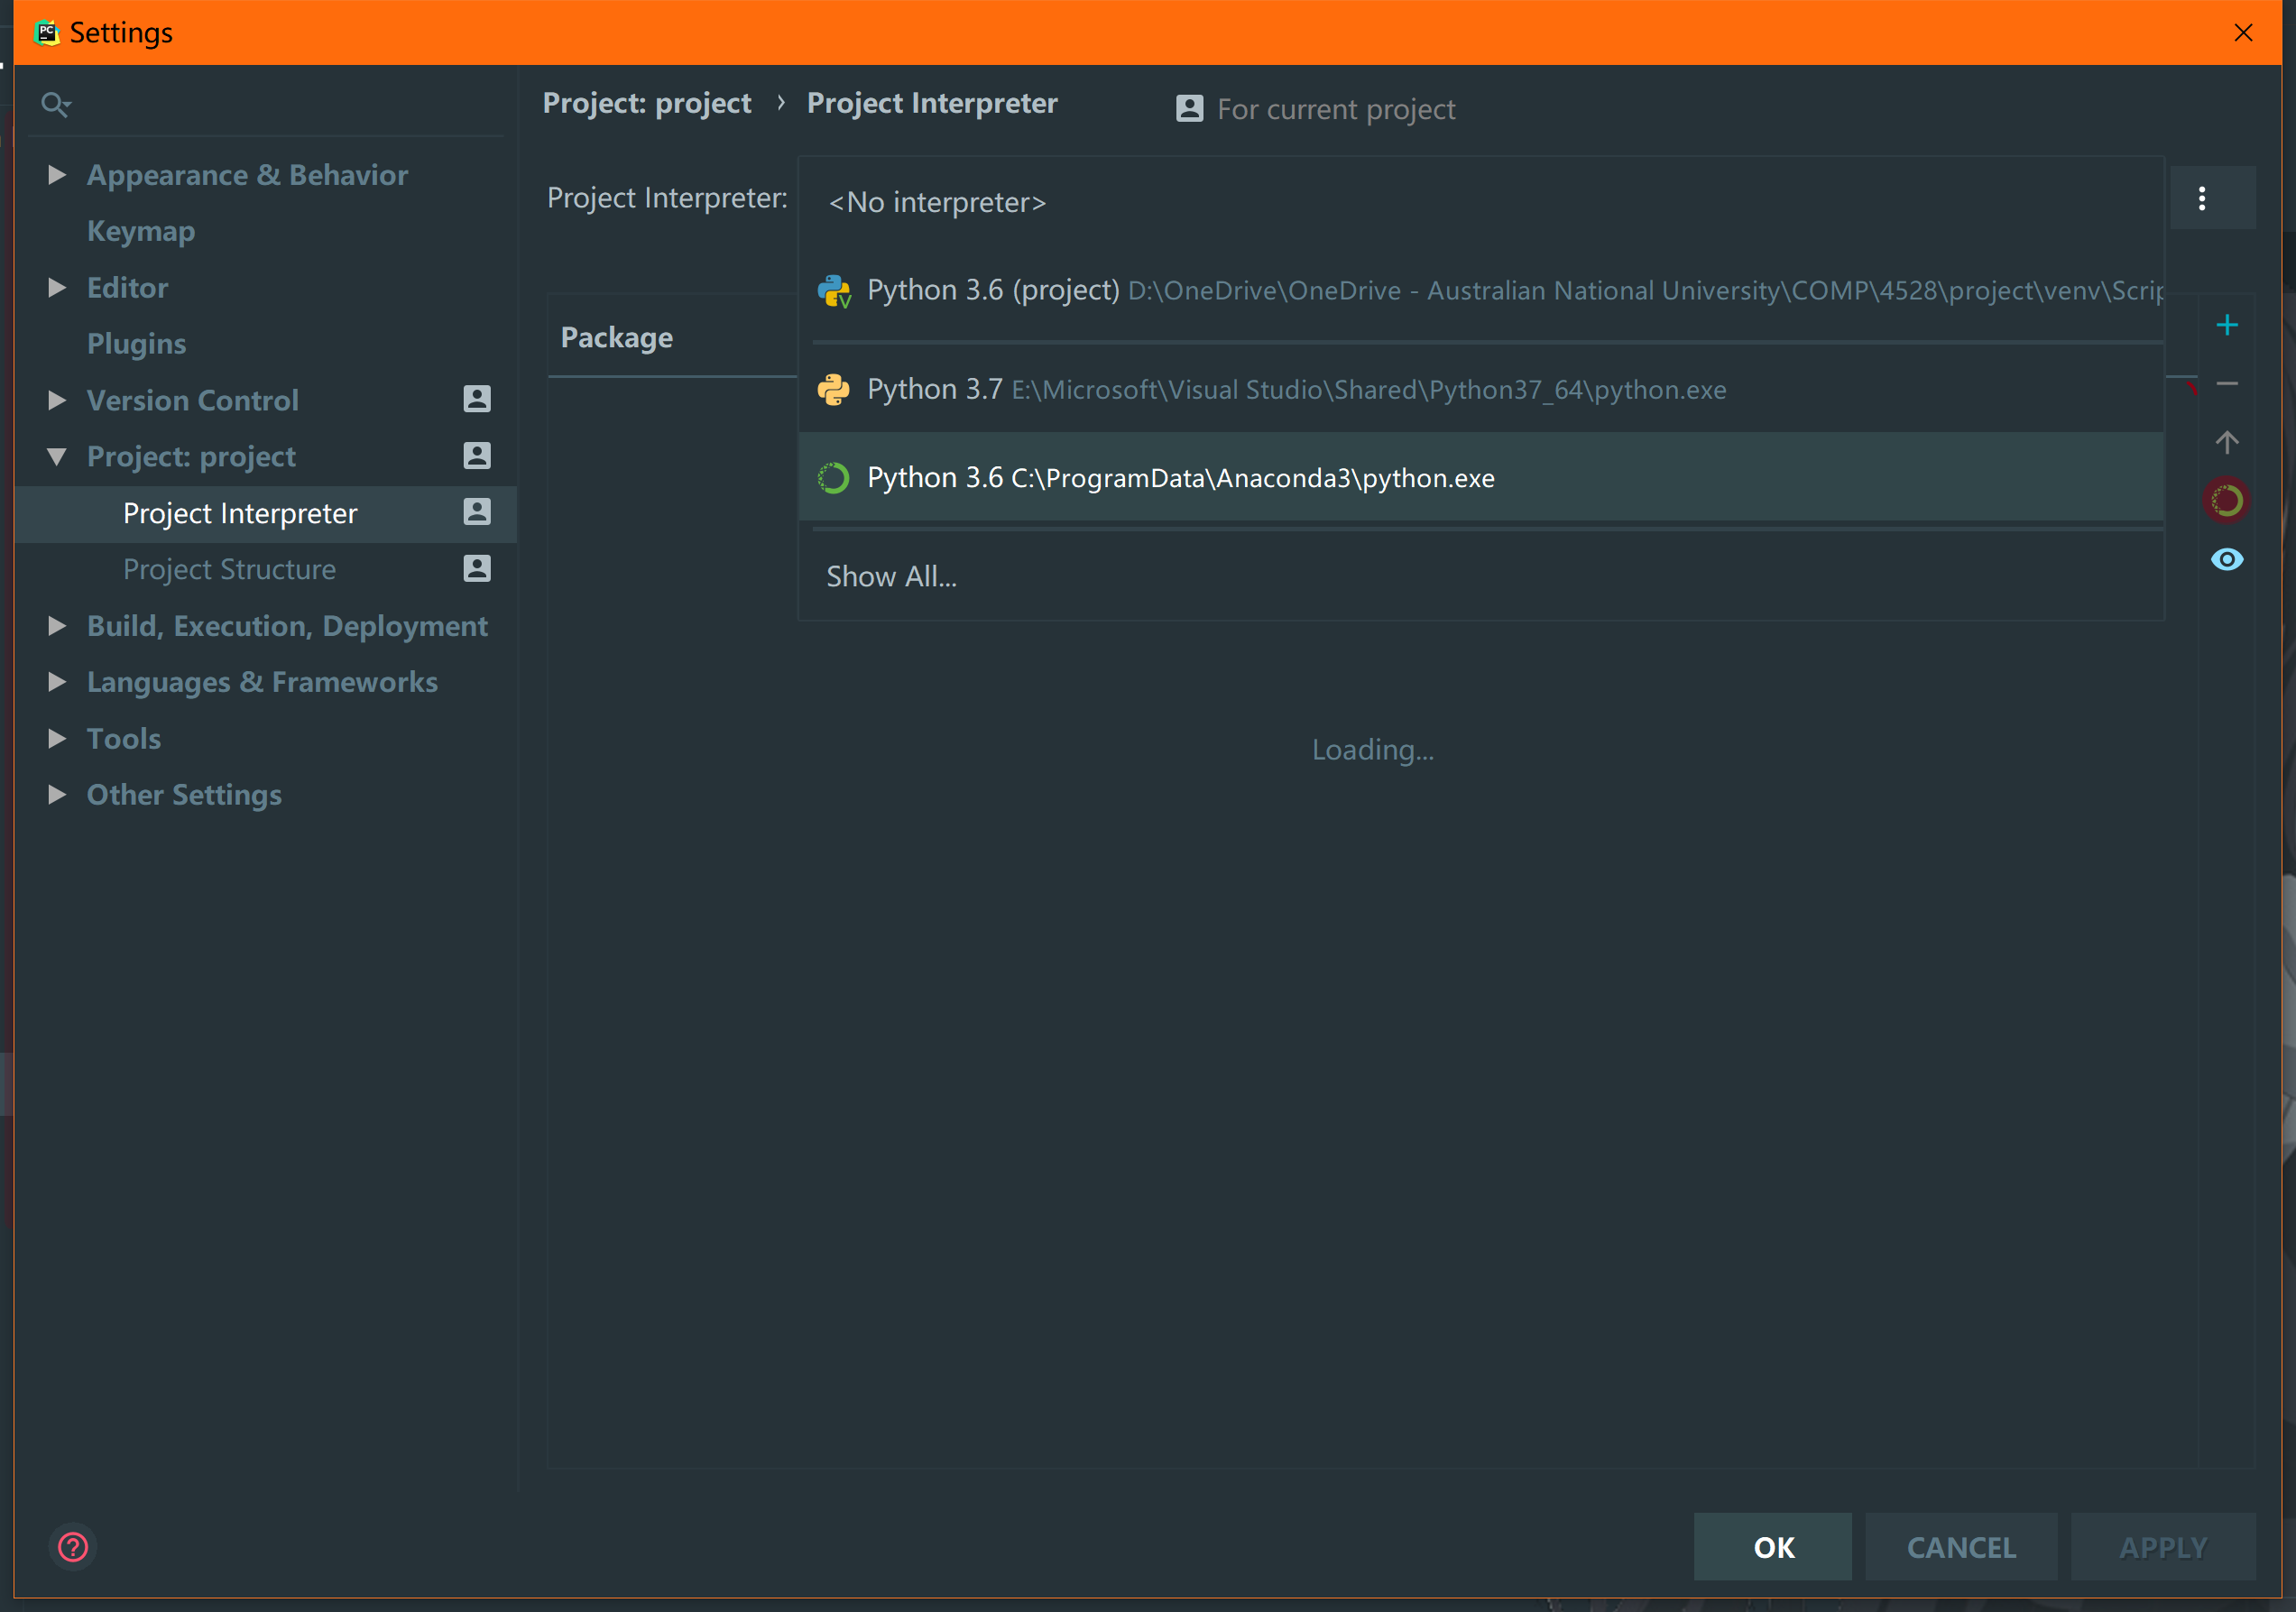 PC Settings
Appearance & Behavior
Keymap
Editor
Plugins
Version Control
Project: project
Project Interpreter
Project Structure
Build, Execution, Deployment
Languages & Frameworks
Tools
Other Settings
Project: project › Project Interpreter
For current project
Project Interpreter:
<No interpreter>
Python 3.6 (project) D:\OneDrive\OneDrive - Australian National University\COMP\4528\project\venv\Scrip
Python 3.7 E:\Microsoft\Visual Studio\Shared\Python37_64\python.exe
Python 3.6 C:\ProgramData\Anaconda3\python.exe
Show All...
Package
Loading...
?
OK CANCEL APPLY